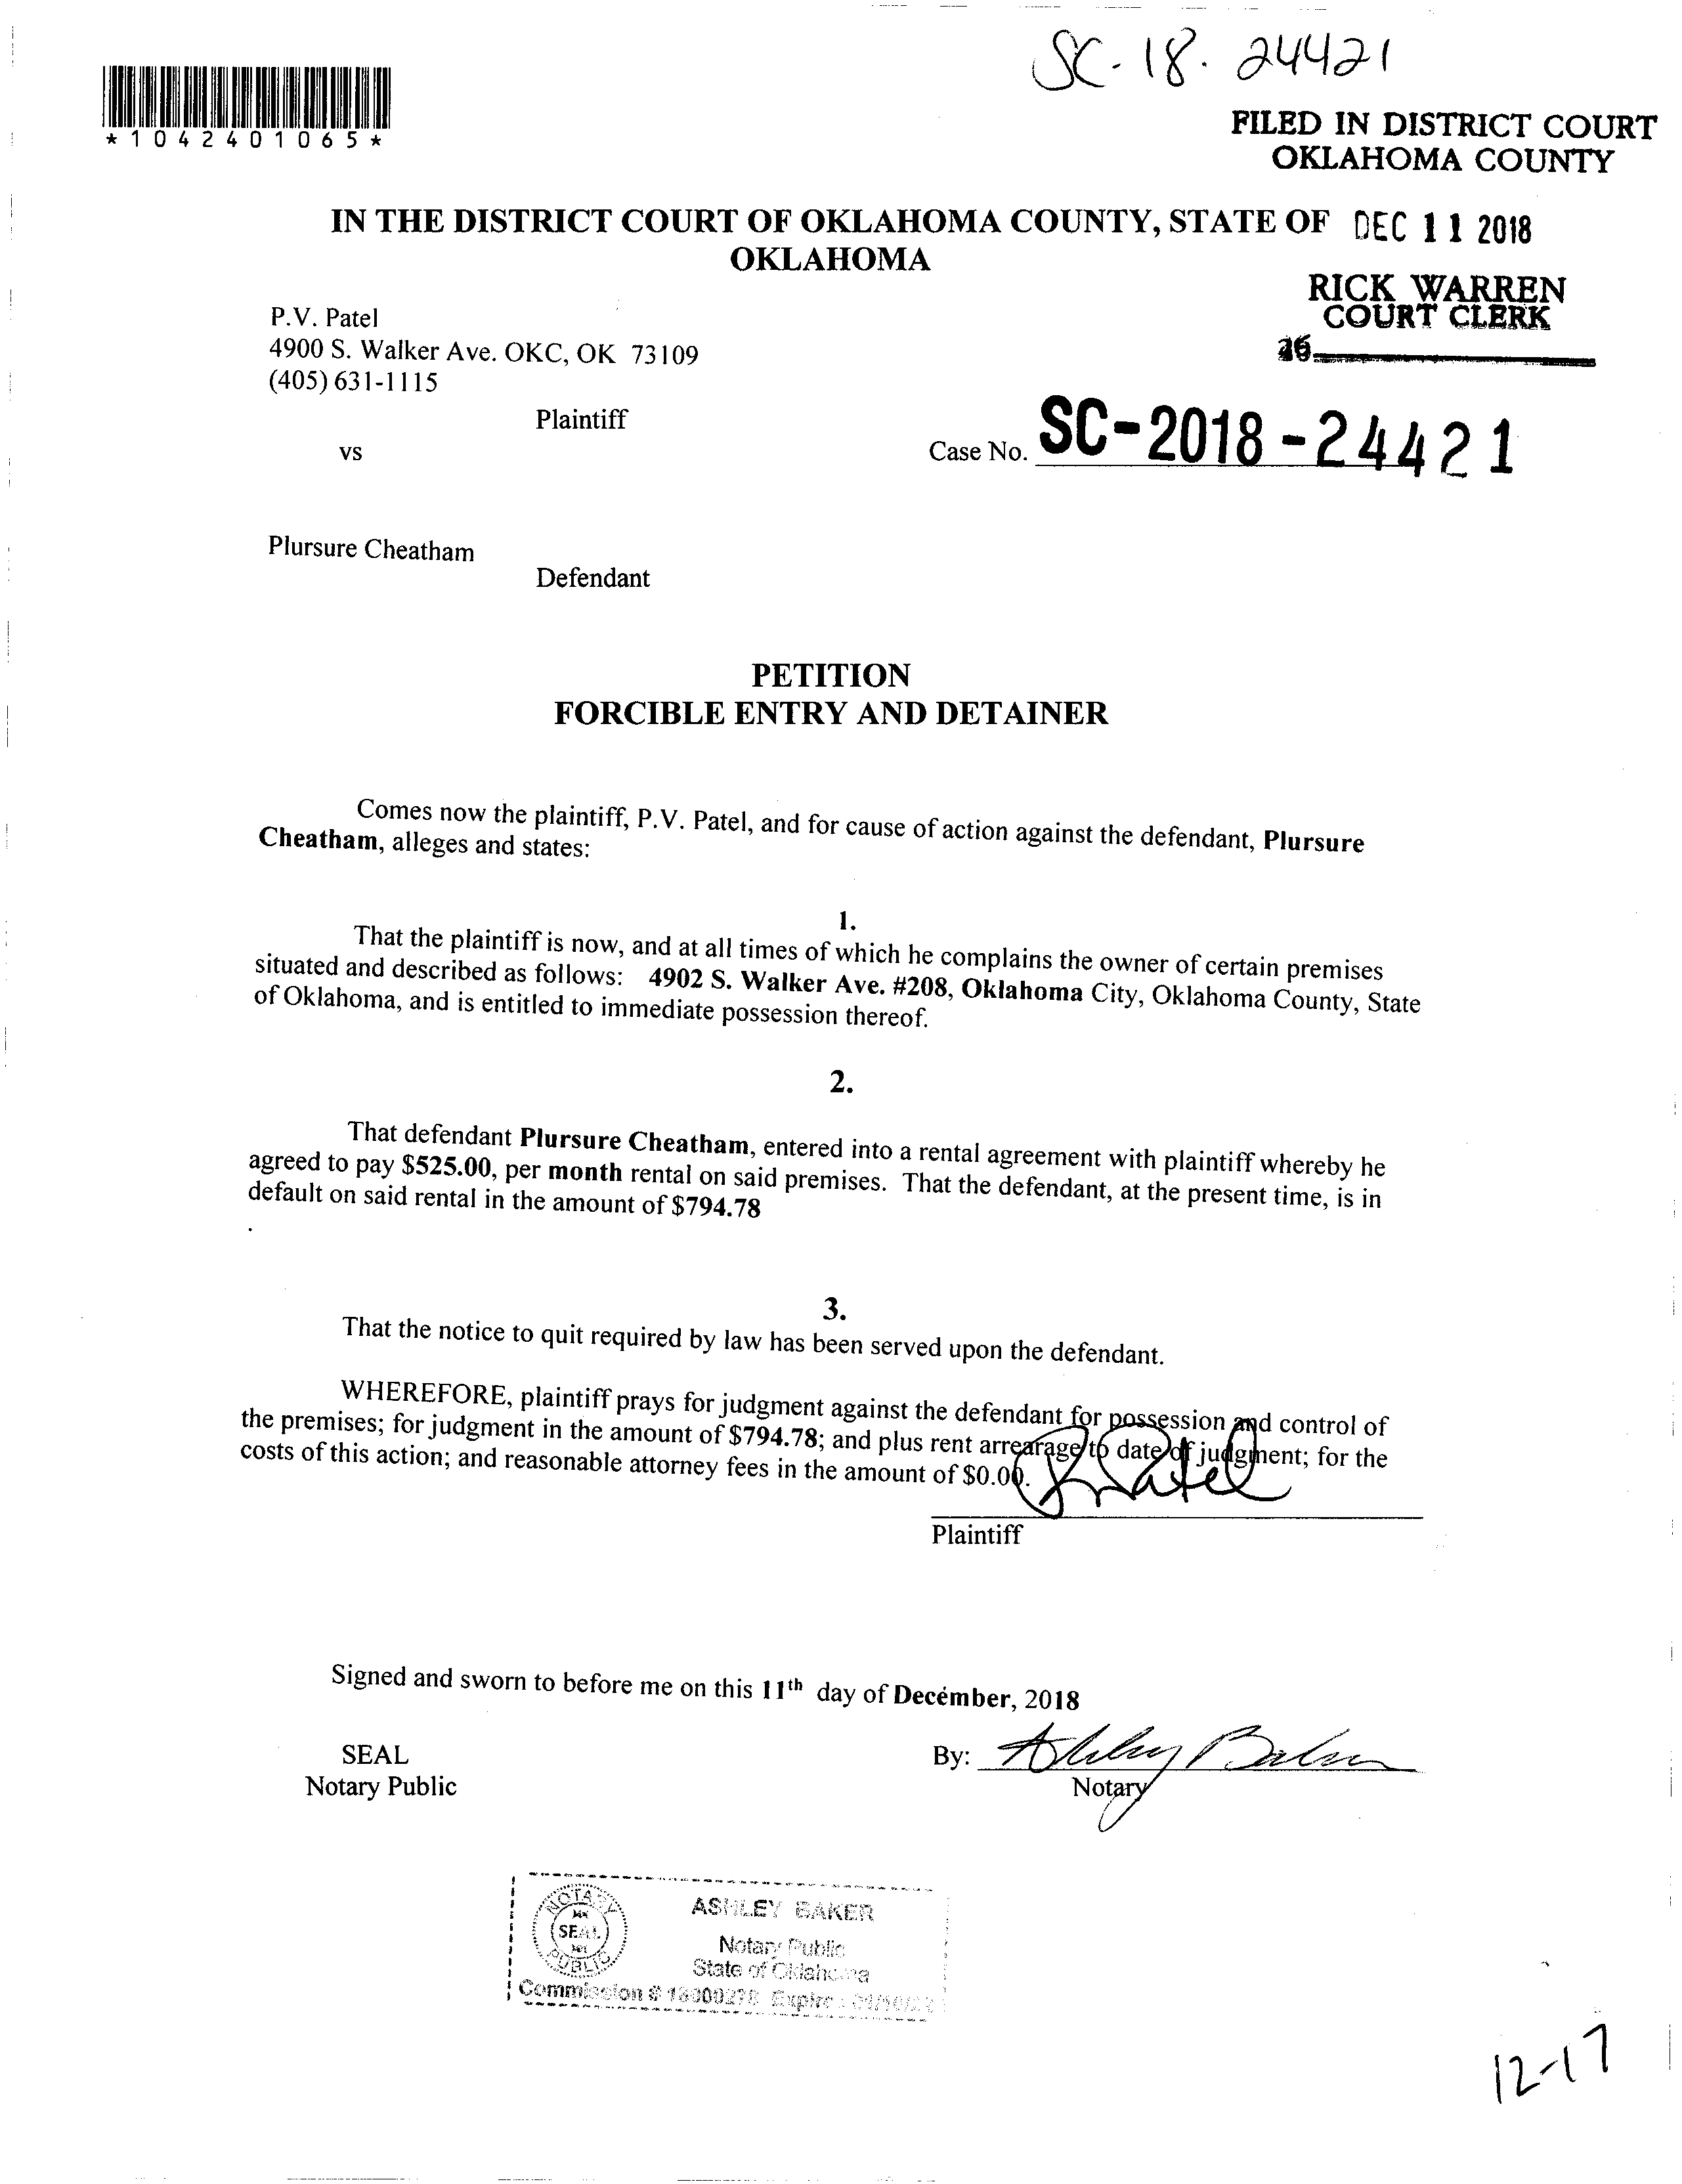 SC-18-24421
*1042401065*
FILED IN DISTRICT COURT
OKLAHOMA COUNTY
IN THE DISTRICT COURT OF OKLAHOMA COUNTY, STATE OF
OKLAHOMA
DEC 11 2018
RICK WARREN
COURT CLERK
P.V. Patel
4900 S. Walker Ave. OKC, OK 73109
(405) 631-1115
Plaintiff
vs
Case No. SC-2018-24421
Plursure Cheatham
Defendant
PETITION
FORCIBLE ENTRY AND DETAINER
Comes now the plaintiff, P.V. Patel, and for cause of action against the defendant, Plursure
Cheatham, alleges and states:
1.
That the plaintiff is now, and at all times of which he complains the owner of certain premises
situated and described as follows: 4902 S. Walker Ave. #208, Oklahoma City, Oklahoma County, State
of Oklahoma, and is entitled to immediate possession thereof.
2.
That defendant Plursure Cheatham, entered into a rental agreement with plaintiff whereby he
agreed to pay $525.00, per month rental on said premises. That the defendant, at the present time, is in
default on said rental in the amount of $794.78
.
3.
That the notice to quit required by law has been served upon the defendant.
WHEREFORE, plaintiff prays for judgment against the defendant for possession and control of
the premises; for judgment in the amount of $794.78; and plus rent arrearage to date of judgment; for the
costs of this action; and reasonable attorney fees in the amount of $0.00.
Plaintiff
Signed and sworn to before me on this 11th day of December, 2018
SEAL
Notary Public
By: Ashley Baker
Notary
NOTARY
SEAL
PUBLIC
ASHLEY BAKER
Notary Public
State of Oklahoma
Commission #
12-17